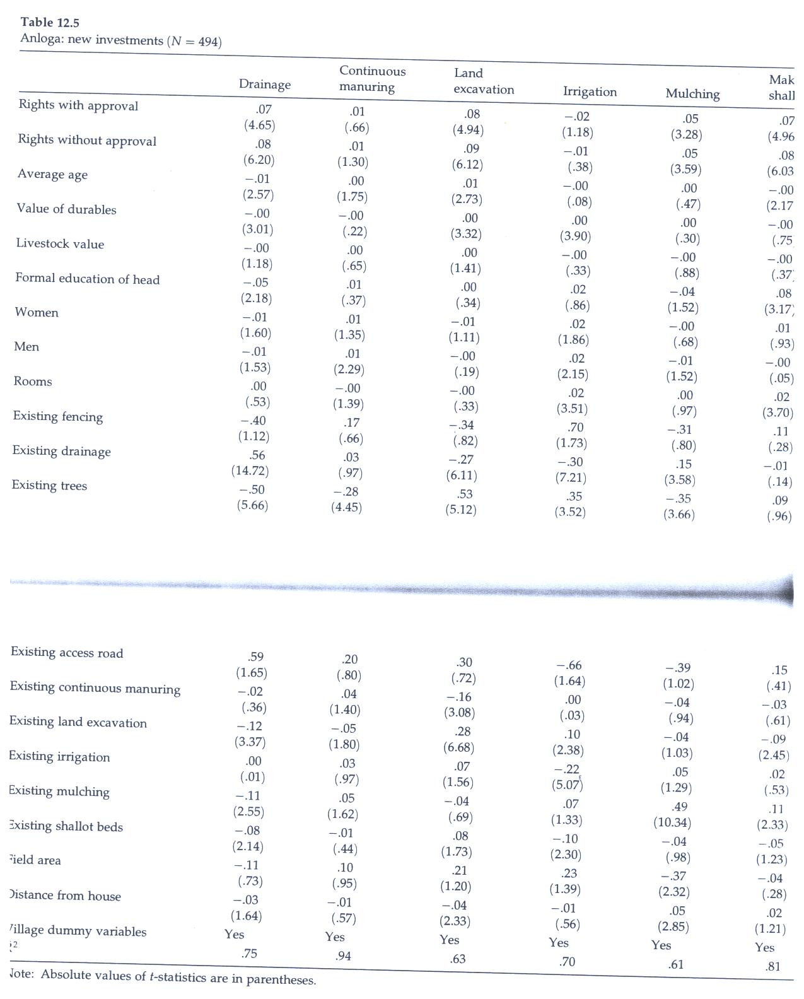 Table 12.5
Anloga: new investments (N = 494)
Drainage Continuous manuring Land excavation Irrigation Mulching Mak shall
Rights with approval .07 .01 .08 −.02 .05 .07
(4.65) (.66) (4.94) (1.18) (3.28) (4.96
Rights without approval .08 .01 .09 −.01 .05 .08
(6.20) (1.30) (6.12) (.38) (3.59) (6.03
Average age −.01 .00 .01 −.00 .00 −.00
(2.57) (1.75) (2.73) (.08) (.47) (2.17
Value of durables −.00 −.00 .00 .00 .00 −.00
(3.01) (.22) (3.32) (3.90) (.30) (.75
Livestock value −.00 .00 .00 −.00 −.00 −.00
(1.18) (.65) (1.41) (.33) (.88) (.37)
Formal education of head −.05 .01 .00 .02 −.04 .08
(2.18) (.37) (.34) (.86) (1.52) (3.17)
Women −.01 .01 −.01 .02 −.00 .01
(1.60) (1.35) (1.11) (1.86) (.68) (.93)
Men −.01 .01 −.00 .02 −.01 −.00
(1.53) (2.29) (.19) (2.15) (1.52) (.05)
Rooms .00 −.00 −.00 .02 .00 .02
(.53) (1.39) (.33) (3.51) (.97) (3.70)
Existing fencing −.40 .17 −.34 .70 −.31 .11
(1.12) (.66) (.82) (1.73) (.80) (.28)
Existing drainage .56 .03 −.27 −.30 .15 −.01
(14.72) (.97) (6.11) (7.21) (3.58) (.14)
Existing trees −.50 −.28 .53 .35 −.35 .09
(5.66) (4.45) (5.12) (3.52) (3.66) (.96)
Existing access road .59 .20 .30 −.66 −.39 .15
(1.65) (.80) (.72) (1.64) (1.02) (.41)
Existing continuous manuring −.02 .04 −.16 .00 −.04 −.03
(.36) (1.40) (3.08) (.03) (.94) (.61)
Existing land excavation −.12 −.05 .28 .10 −.04 −.09
(3.37) (1.80) (6.68) (2.38) (1.03) (2.45)
Existing irrigation .00 .03 .07 −.22 .05 .02
(.01) (.97) (1.56) (5.07) (1.29) (.53)
Existing mulching −.11 .05 −.04 .07 .49 .11
(2.55) (1.62) (.69) (1.33) (10.34) (2.33)
Existing shallot beds −.08 −.01 .08 −.10 −.04 −.05
(2.14) (.44) (1.73) (2.30) (.98) (1.23)
Field area −.11 .10 .21 .23 −.37 −.04
(.73) (.95) (1.20) (1.39) (2.32) (.28)
Distance from house −.03 −.01 −.04 −.01 .05 .02
(1.64) (.57) (2.33) (.56) (2.85) (1.21)
Village dummy variables Yes Yes Yes Yes Yes Yes
2 .75 .94 .63 .70 .61 .81
Note: Absolute values of t-statistics are in parentheses.